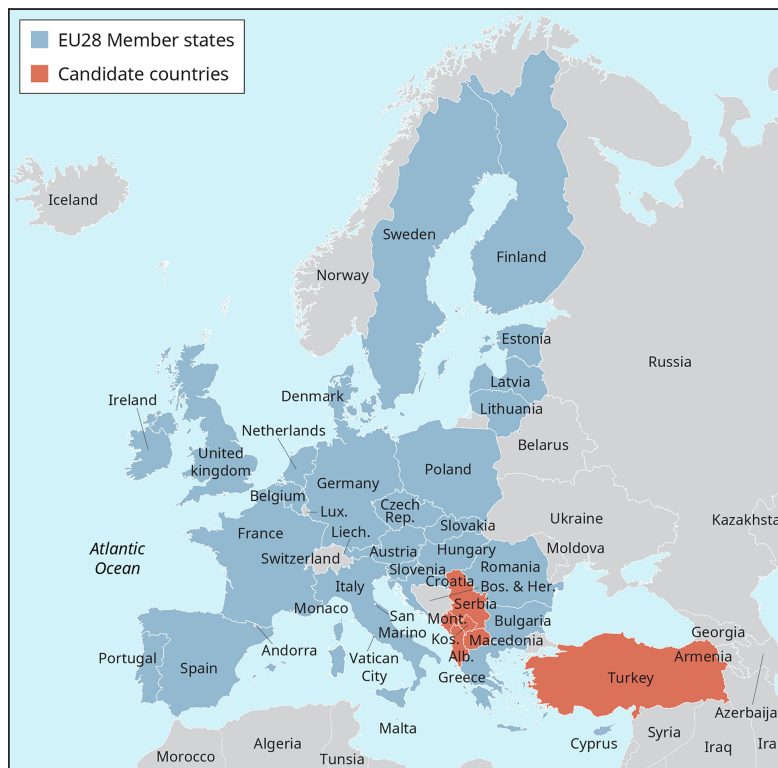 EU28 Member states
Candidate countries
Iceland
Sweden
Finland
Norway
Estonia
Russia
Latvia
Denmark
Ireland
Lithuania
Netherlands
Belarus
United
kingdom
Poland
Germany
Belgium
Czech
Rep.
Lux.
Ukraine
Kazakhsta
Slovakia
France
Liech.
Atlantic
Ocean
Moldova
Hungary
Austria
Switzerland
Romania
Slovenia
Croatia
Bos. & Her.
Italy
Serbia
Monaco
San
Marino
Mont.
Bulgaria
Georgia
Kos.
Macedonia
Andorra
Armenia
Alb.
Portugal
Vatican
City
Spain
Greece
Turkey
Azerbaija
Malta
Syria
Cyprus
Algeria
Iraq
Ira
Morocco
Tunsia